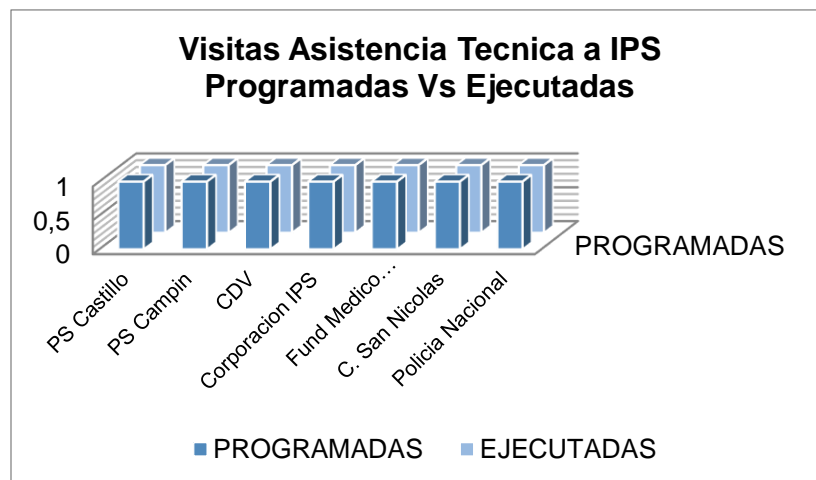 Visitas Asistencia Tecnica a IPS
Programadas Vs Ejecutadas
1
0,5
0
PROGRAMADAS
PS Castillo
PS Campin
CDV
Corporacion IPS
Fund Medico…
C. San Nicolas
Policia Nacional
PROGRAMADAS
EJECUTADAS